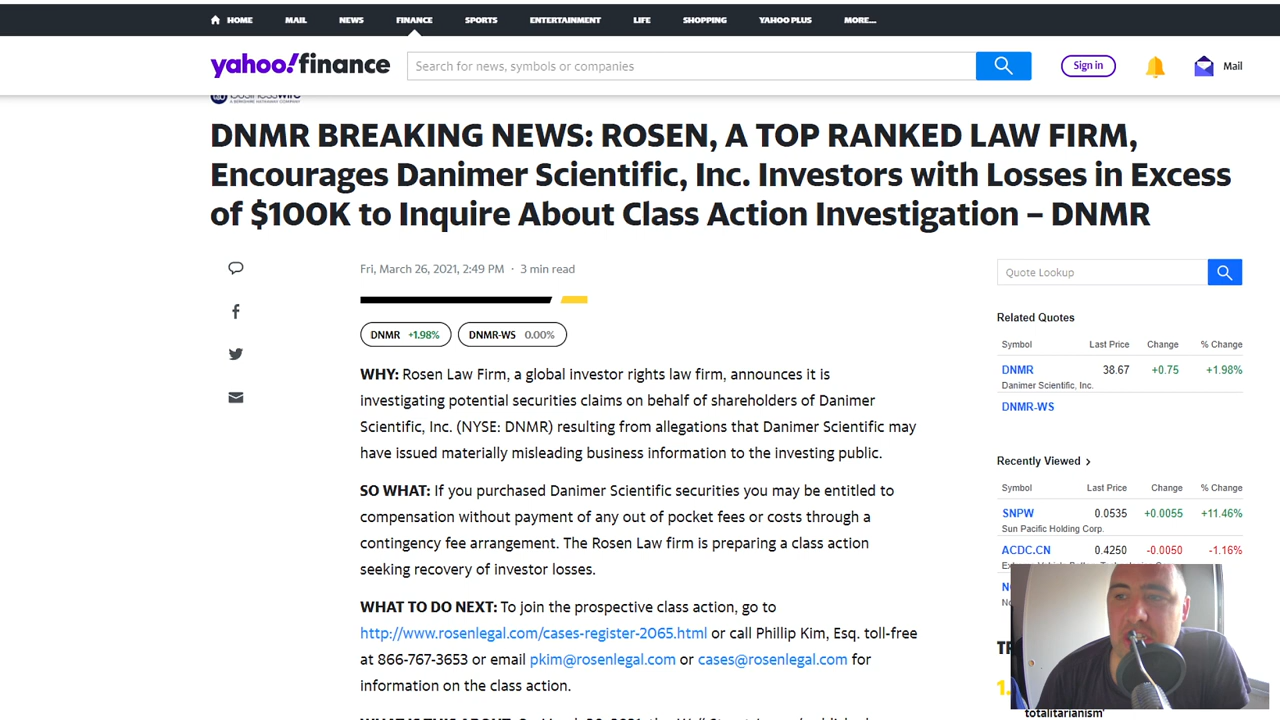 HOME MAIL NEWS FINANCE SPORTS ENTERTAINMENT LIFE SHOPPING YAHOO PLUS MORE...
yahoo!finance
Search for news, symbols or companies
Sign in
Mail
A BERKSHIRE HATHAWAY COMPANY
DNMR BREAKING NEWS: ROSEN, A TOP RANKED LAW FIRM,
Encourages Danimer Scientific, Inc. Investors with Losses in Excess
of $100K to Inquire About Class Action Investigation – DNMR
Fri, March 26, 2021, 2:49 PM · 3 min read
DNMR +1.98% DNMR-WS 0.00%
WHY: Rosen Law Firm, a global investor rights law firm, announces it is
investigating potential securities claims on behalf of shareholders of Danimer
Scientific, Inc. (NYSE: DNMR) resulting from allegations that Danimer Scientific may
have issued materially misleading business information to the investing public.
SO WHAT: If you purchased Danimer Scientific securities you may be entitled to
compensation without payment of any out of pocket fees or costs through a
contingency fee arrangement. The Rosen Law firm is preparing a class action
seeking recovery of investor losses.
WHAT TO DO NEXT: To join the prospective class action, go to
http://www.rosenlegal.com/cases-register-2065.html or call Phillip Kim, Esq. toll-free
at 866-767-3653 or email pkim@rosenlegal.com or cases@rosenlegal.com for
information on the class action.
Quote Lookup
Related Quotes
Symbol Last Price Change % Change
DNMR 38.67 +0.75 +1.98%
Danimer Scientific, Inc.
DNMR-WS
Recently Viewed >
Symbol Last Price Change % Change
SNPW 0.0535 +0.0055 +11.46%
Sun Pacific Holding Corp.
ACDC.CN 0.4250 -0.0050 -1.16%
1.
totalitarianism'